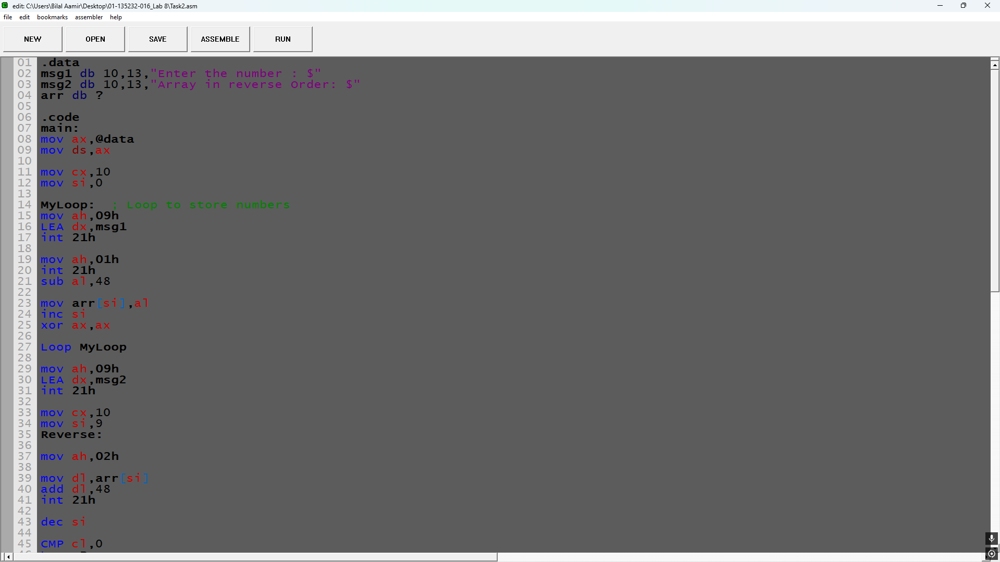 edit: C:\Users\Bilal Aamir\Desktop\01-135232-016_Lab 8\Task2.asm
file edit bookmarks assembler help
NEW OPEN SAVE ASSEMBLE RUN
01 .data
02 msg1 db 10,13,"Enter the number : $"
03 msg2 db 10,13,"Array in reverse Order: $"
04 arr db ?
05
06 .code
07 main:
08 mov ax,@data
09 mov ds,ax
10
11 mov cx,10
12 mov si,0
13
14 MyLoop:  ; Loop to store numbers
15 mov ah,09h
16 LEA dx,msg1
17 int 21h
18
19 mov ah,01h
20 int 21h
21 sub al,48
22
23 mov arr[si],al
24 inc si
25 xor ax,ax
26
27 Loop MyLoop
28
29 mov ah,09h
30 LEA dx,msg2
31 int 21h
32
33 mov cx,10
34 mov si,9
35 Reverse:
36
37 mov ah,02h
38
39 mov dl,arr[si]
40 add dl,48
41 int 21h
42
43 dec si
44
45 CMP cl,0